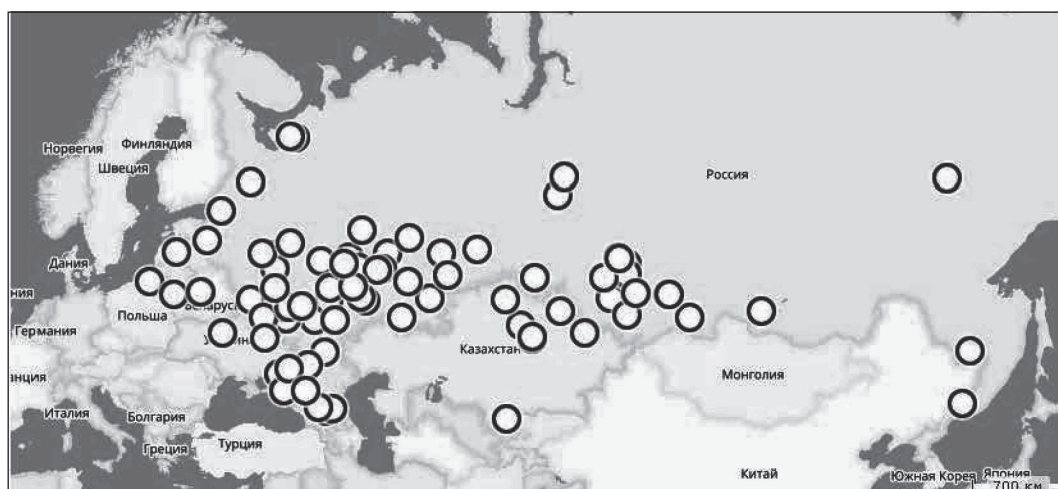 Финляндия
Норвегия
Швеция
Россия
Дания
Польша
Германия
Казахстан
Монголия
Италия
Болгария
Турция
Греция
Китай
Южная Корея
Япония
700 км